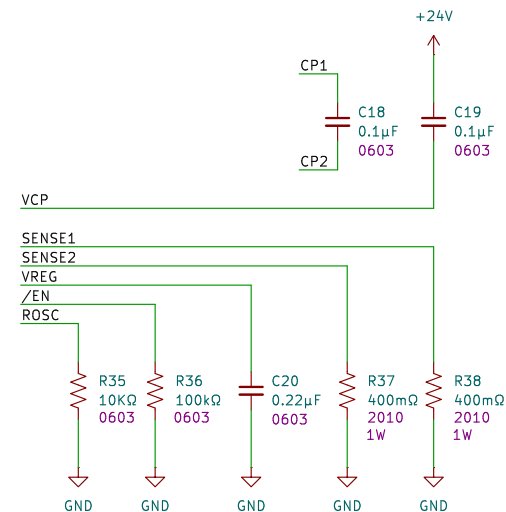 +24V
CP1
C18
0.1µF
0603
C19
0.1µF
0603
CP2
VCP
SENSE1
SENSE2
VREG
/EN
ROSC
R35
10KΩ
0603
R36
100kΩ
0603
C20
0.22µF
0603
R37
400mΩ
2010
1W
R38
400mΩ
2010
1W
GND
GND
GND
GND
GND